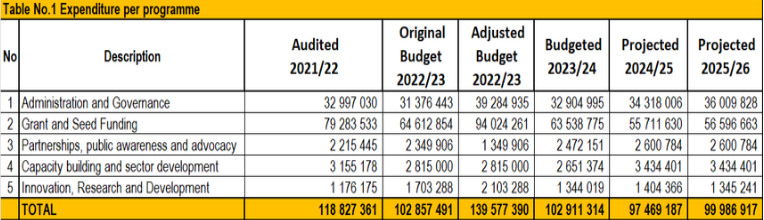 Table No.1 Expenditure per programme
No Description Audited 2021/22 Original Budget 2022/23 Adjusted Budget 2022/23 Budgeted 2023/24 Projected 2024/25 Projected 2025/26
1 Administration and Governance 32 997 030 31 376 443 39 284 935 32 904 995 34 318 006 36 009 828
2 Grant and Seed Funding 79 283 533 64 612 854 94 024 261 63 538 775 55 711 630 56 596 663
3 Partnerships, public awareness and advocacy 2 215 445 2 349 906 1 349 906 2 472 151 2 600 784 2 600 784
4 Capacity building and sector development 3 155 178 2 815 000 2 815 000 2 651 374 3 434 401 3 434 401
5 Innovation, Research and Development 1 176 175 1 703 288 2 103 288 1 344 019 1 404 366 1 345 241
TOTAL 118 827 361 102 857 491 139 577 390 102 911 314 97 469 187 99 986 917